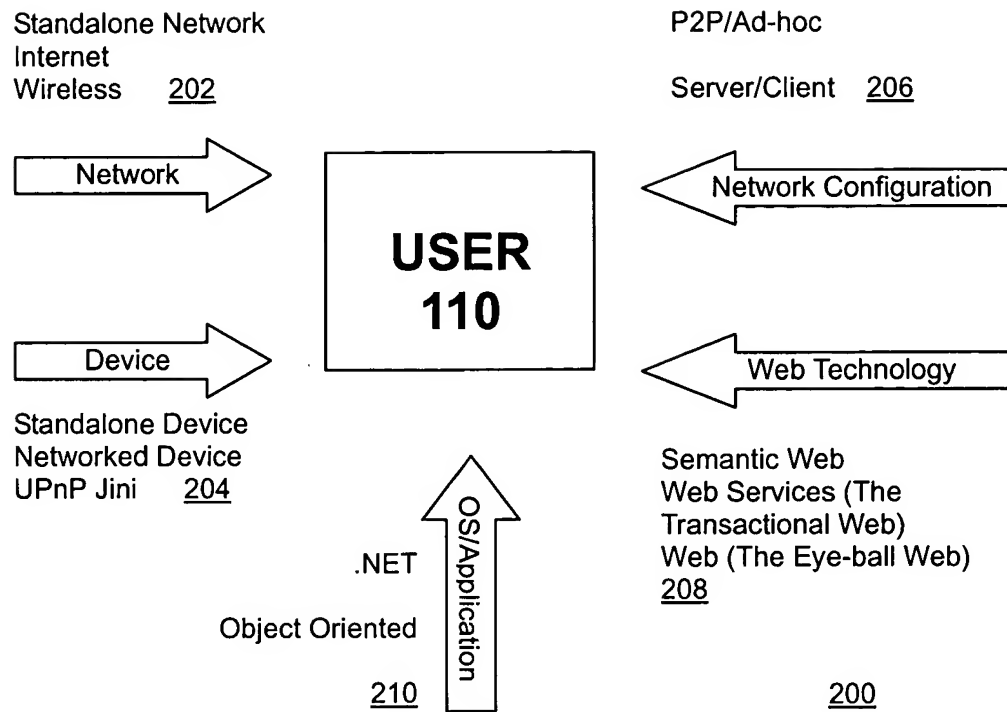 Standalone Network
Internet
Wireless 202
P2P/Ad-hoc
Server/Client 206
Network
USER
110
Network Configuration
Device
Web Technology
Standalone Device
Networked Device
UPnP Jini 204
OS/Application
.NET
Object Oriented
210
Semantic Web
Web Services (The
Transactional Web)
Web (The Eye-ball Web)
208
200